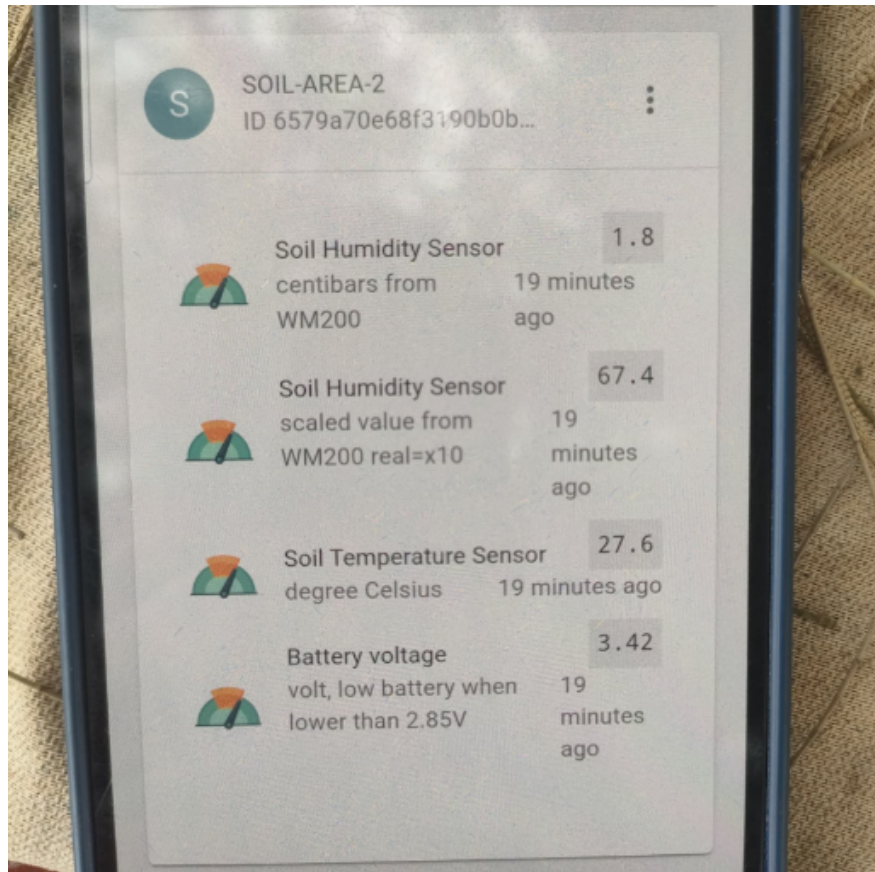 S
SOIL-AREA-2
ID 6579a70e68f3190b0b...
Soil Humidity Sensor
1.8
centibars from
WM200
19 minutes
ago
Soil Humidity Sensor
67.4
scaled value from
WM200 real=x10
19
minutes
ago
Soil Temperature Sensor
27.6
degree Celsius
19 minutes ago
Battery voltage
3.42
volt, low battery when
lower than 2.85V
19
minutes
ago